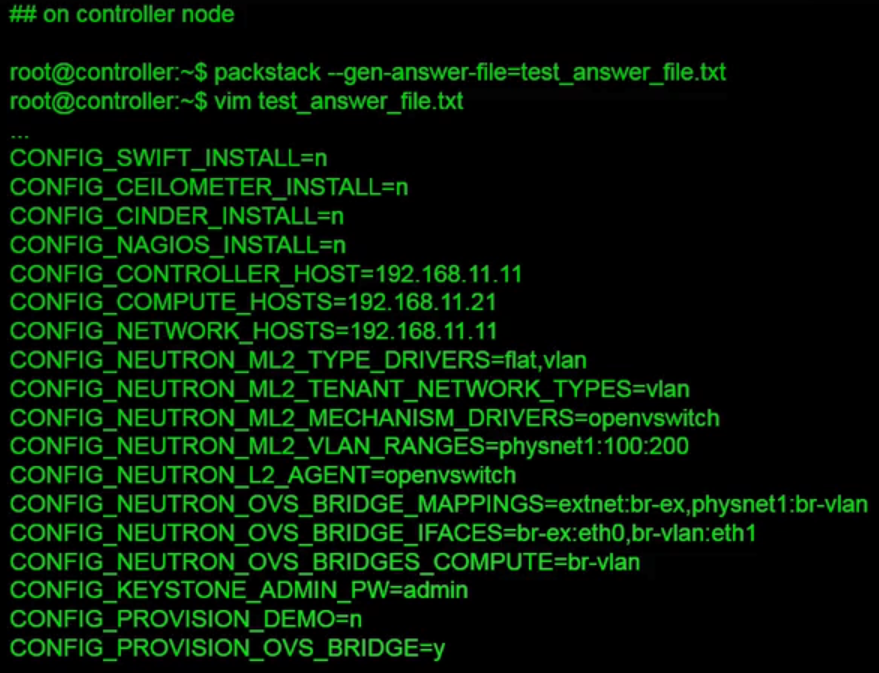 ## on controller node
root@controller:~$ packstack --gen-answer-file=test_answer_file.txt
root@controller:~$ vim test_answer_file.txt
...
CONFIG_SWIFT_INSTALL=n
CONFIG_CEILOMETER_INSTALL=n
CONFIG_CINDER_INSTALL=n
CONFIG_NAGIOS_INSTALL=n
CONFIG_CONTROLLER_HOST=192.168.11.11
CONFIG_COMPUTE_HOSTS=192.168.11.21
CONFIG_NETWORK_HOSTS=192.168.11.11
CONFIG_NEUTRON_ML2_TYPE_DRIVERS=flat,vlan
CONFIG_NEUTRON_ML2_TENANT_NETWORK_TYPES=vlan
CONFIG_NEUTRON_ML2_MECHANISM_DRIVERS=openvswitch
CONFIG_NEUTRON_ML2_VLAN_RANGES=physnet1:100:200
CONFIG_NEUTRON_L2_AGENT=openvswitch
CONFIG_NEUTRON_OVS_BRIDGE_MAPPINGS=extnet:br-ex,physnet1:br-vlan
CONFIG_NEUTRON_OVS_BRIDGE_IFACES=br-ex:eth0,br-vlan:eth1
CONFIG_NEUTRON_OVS_BRIDGES_COMPUTE=br-vlan
CONFIG_KEYSTONE_ADMIN_PW=admin
CONFIG_PROVISION_DEMO=n
CONFIG_PROVISION_OVS_BRIDGE=y